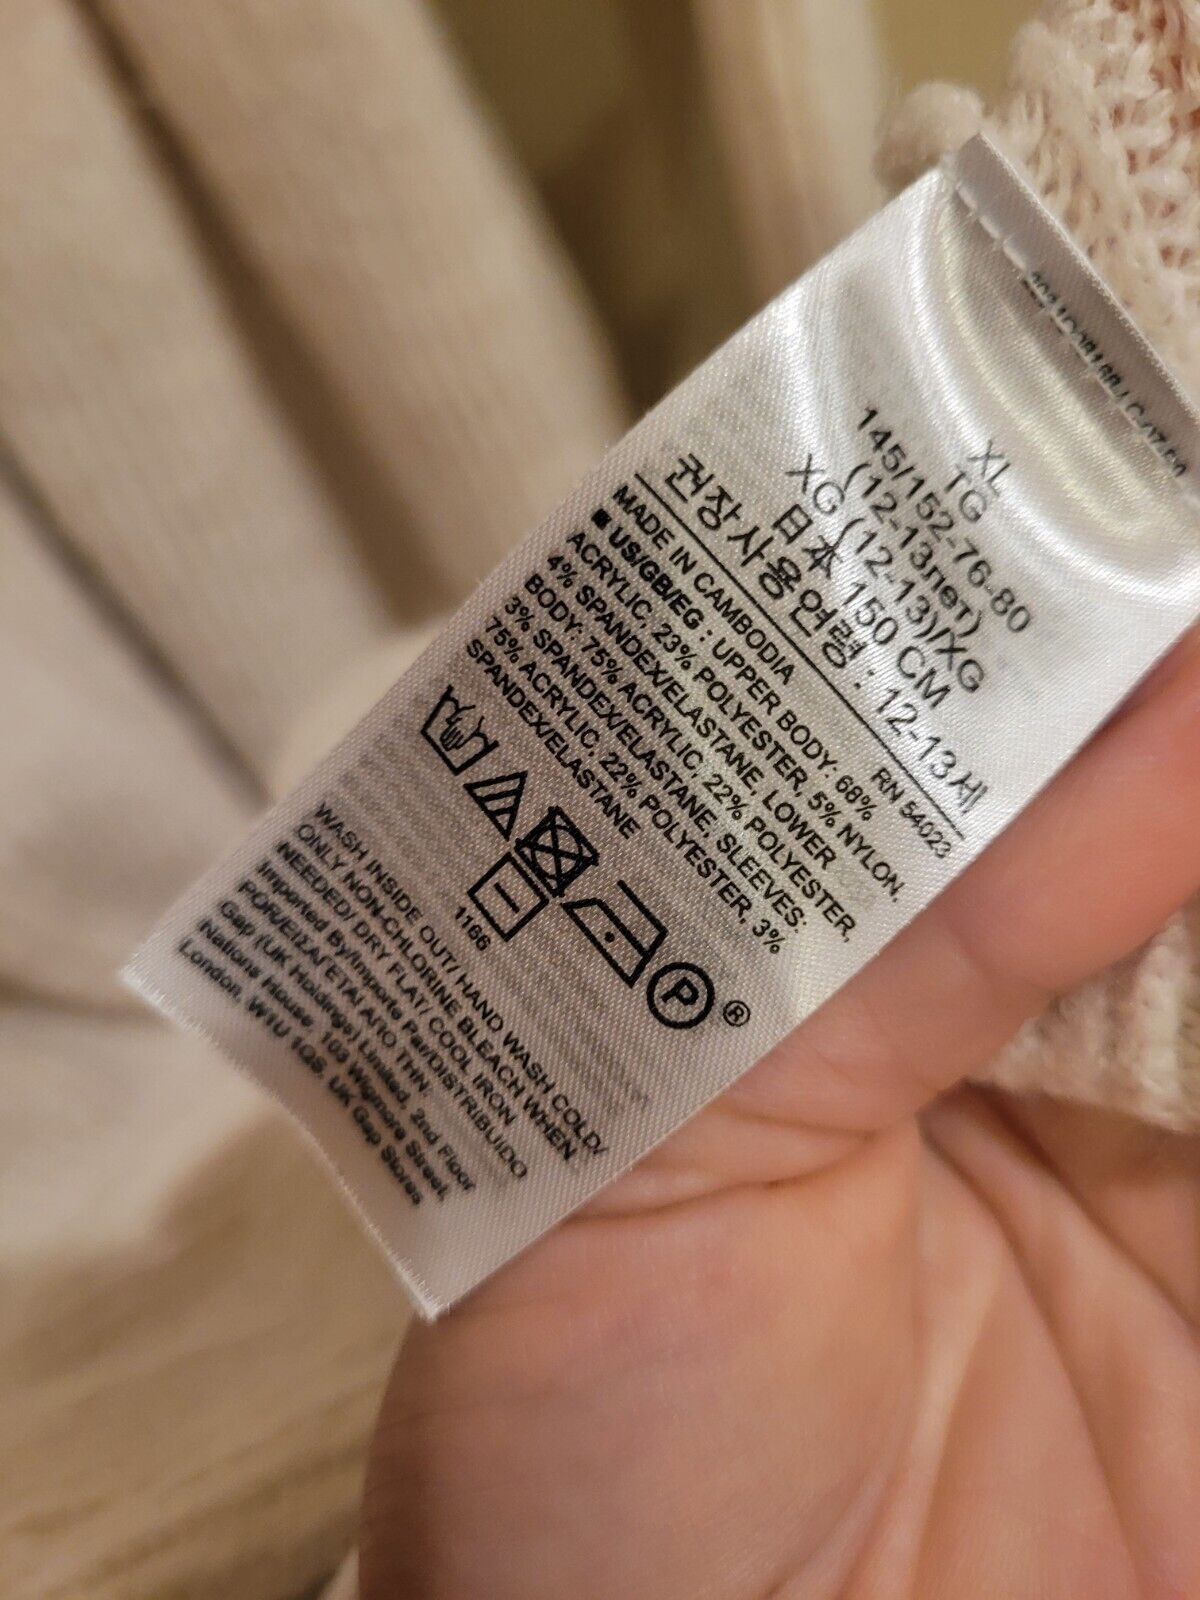 XL
TG
145/152-76-80
(12-13лет)
XG (12-13)/XG
日本 150 CM
권장사용연령 : 12-13세
MADE IN CAMBODIA RN 54023
■ US/GB/EG : UPPER BODY: 68%
ACRYLIC, 23% POLYESTER, 5% NYLON,
4% SPANDEX/ELASTANE, LOWER
BODY: 75% ACRYLIC, 22% POLYESTER,
3% SPANDEX/ELASTANE, SLEEVES:
75% ACRYLIC, 22% POLYESTER, 3%
SPANDEX/ELASTANE
P ®
1166
WASH INSIDE OUT/ HAND WASH COLD/
ONLY NON-CHLORINE BLEACH WHEN
NEEDED/ DRY FLAT/ COOL IRON
Imported By/Importe Par/DISTRIBUIDO
POR/ΕΙΣΑΓΕΤΑΙ ΑΠΟ ΤΗΝ:
Gap (UK Holdings) Limited, 2nd Floor
Nations House, 103 Wigmore Street,
London, W1U 1QS, UK Gap Stores,